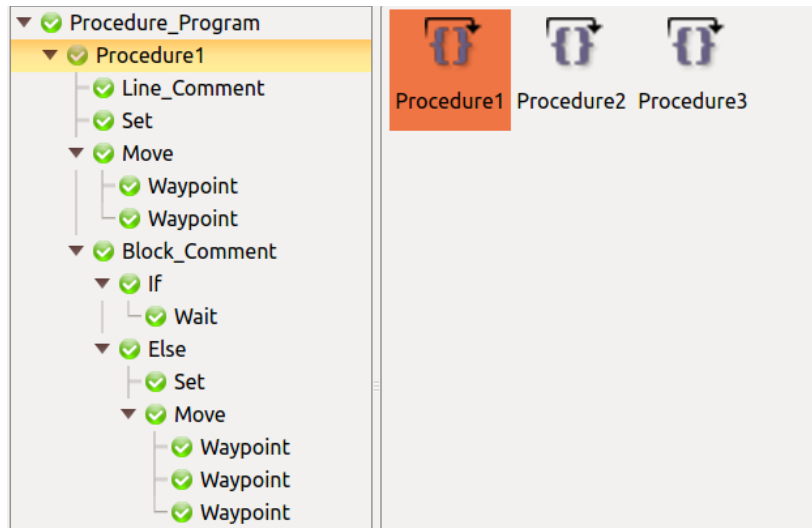 Procedure_Program
Procedure1
Line_Comment
Set
Move
Waypoint
Waypoint
Block_Comment
If
Wait
Else
Set
Move
Waypoint
Waypoint
Waypoint
Procedure1 Procedure2 Procedure3